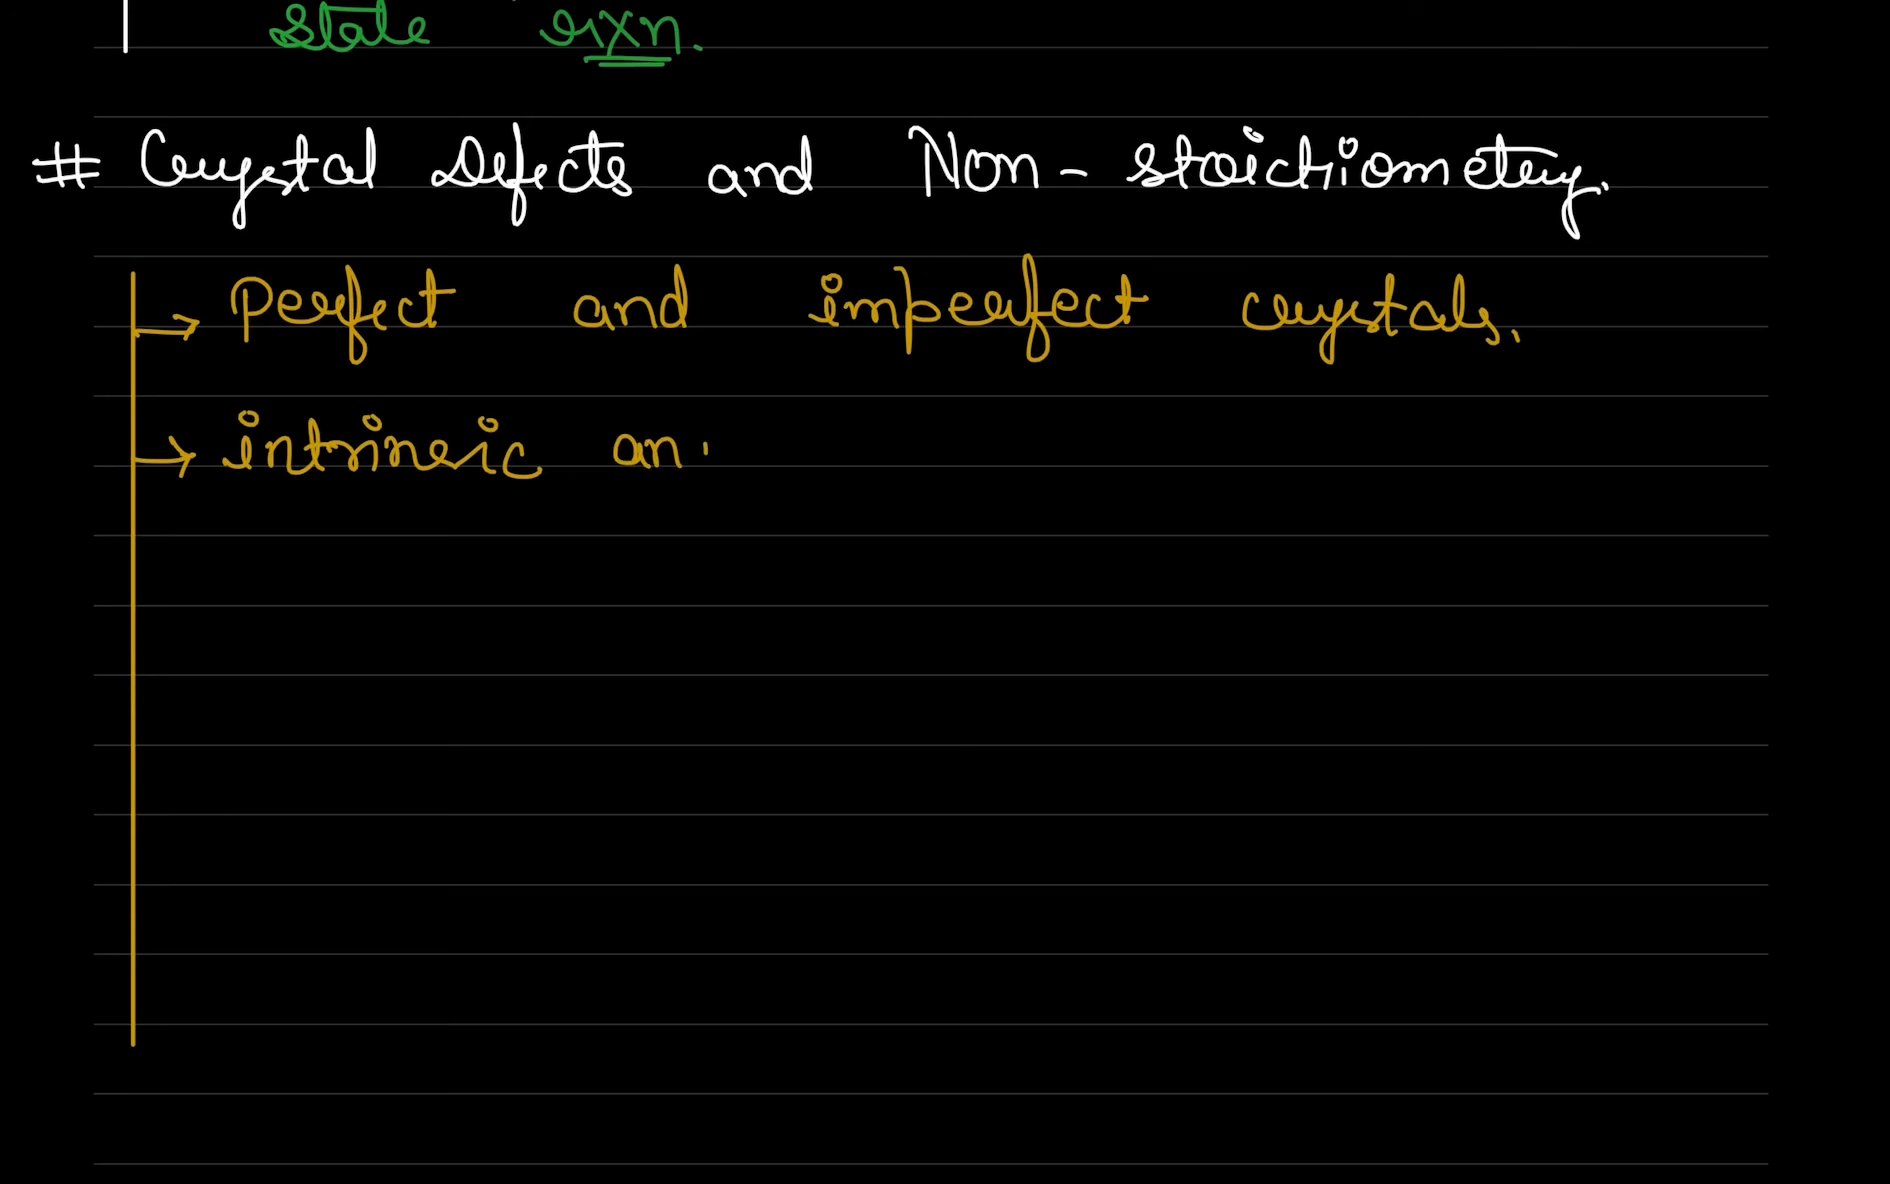 state rxn.
# Crystal Defects and Non-stoichiometry.
→ Perfect and imperfect crystals.
→ intrinsic an